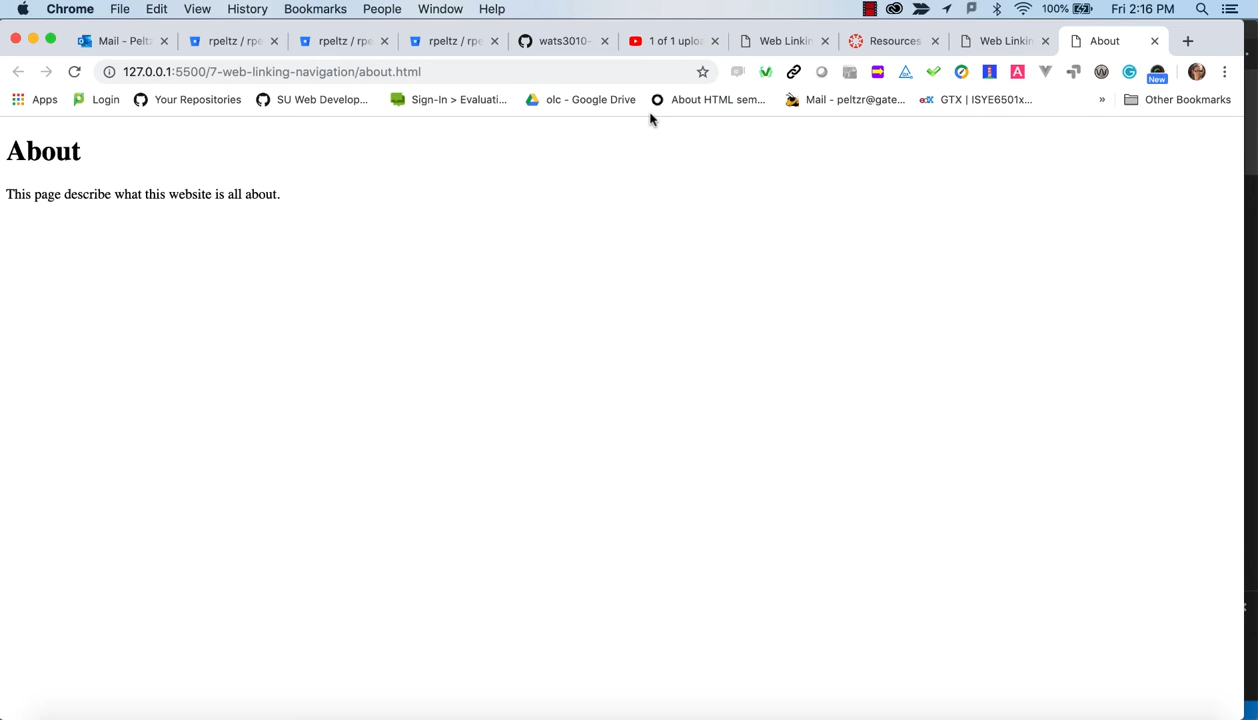 Chrome File Edit View History Bookmarks People Window Help 100% Fri 2:16 PM
Mail - Peltz rpeltz / rpe rpeltz / rpe rpeltz / rpe wats3010- 1 of 1 uploa Web Linkin Resources Web Linkin About
127.0.0.1:5500/7-web-linking-navigation/about.html
New
Apps Login Your Repositories SU Web Develop... Sign-In > Evaluati... olc - Google Drive About HTML sem... Mail - peltzr@gate... edX GTX | ISYE6501x... » Other Bookmarks
About
This page describe what this website is all about.